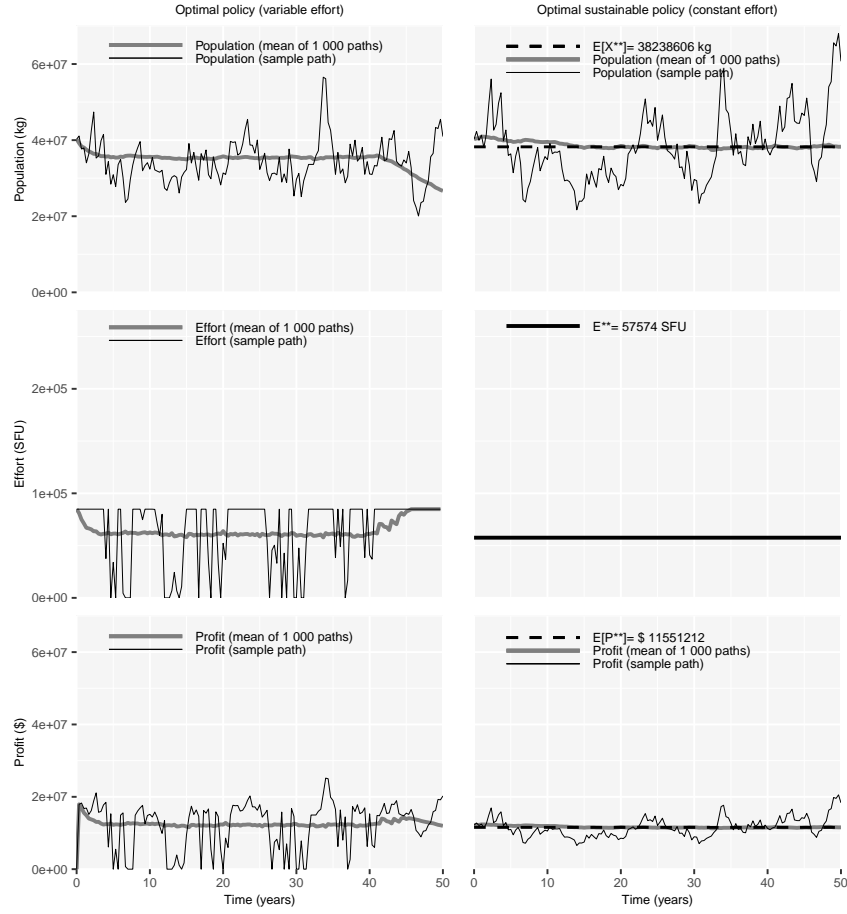 Optimal policy (variable effort)
Optimal sustainable policy (constant effort)
Population (kg)
6e+07
4e+07
2e+07
0e+00
Population (mean of 1 000 paths)
Population (sample path)
E[X**]= 38238606 kg
Population (mean of 1 000 paths)
Population (sample path)
Effort (SFU)
2e+05
1e+05
0e+00
Effort (mean of 1 000 paths)
Effort (sample path)
E**= 57574 SFU
Profit ($)
6e+07
4e+07
2e+07
0e+00
Profit (mean of 1 000 paths)
Profit (sample path)
E[P**]= $ 11551212
Profit (mean of 1 000 paths)
Profit (sample path)
0 10 20 30 40 50
Time (years)
0 10 20 30 40 50
Time (years)